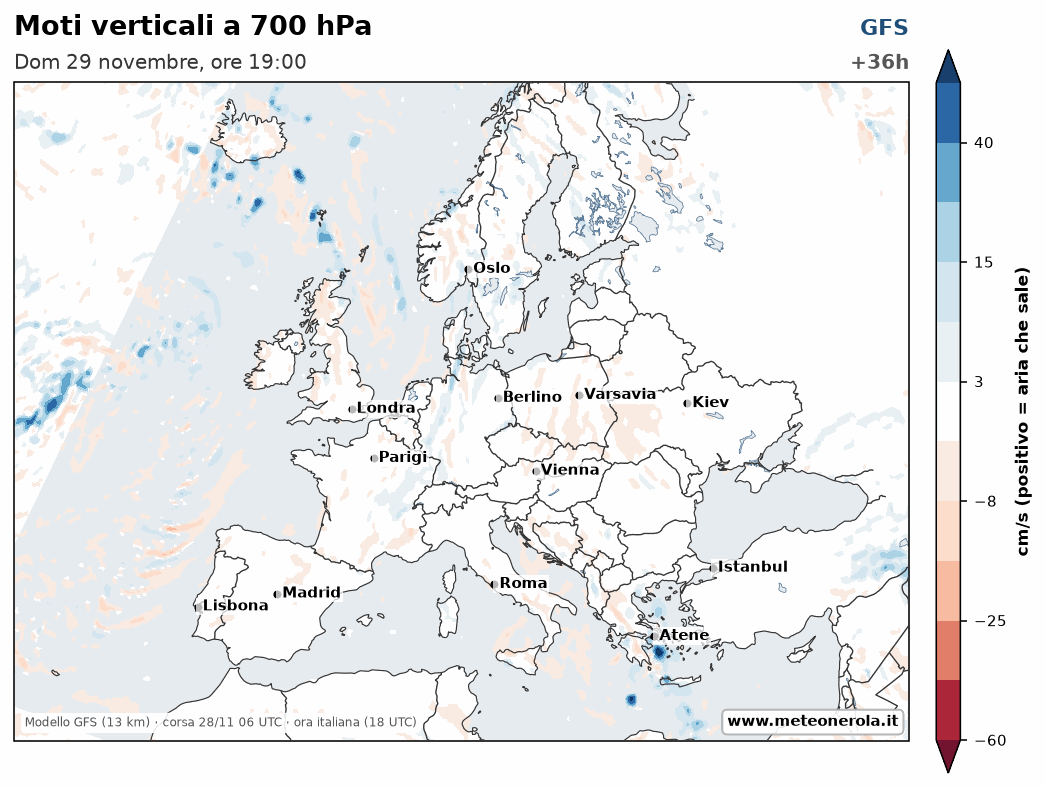 Moti verticali a 700 hPa
GFS
Dom 29 novembre, ore 19:00
+36h
40
15
3
−8
−25
−60
cm/s (positivo = aria che sale)
Oslo
Berlino
Varsavia
Kiev
Londra
Parigi
Vienna
Istanbul
Roma
Madrid
Lisbona
Atene
Modello GFS (13 km) · corsa 28/11 06 UTC · ora italiana (18 UTC)
www.meteonerola.it